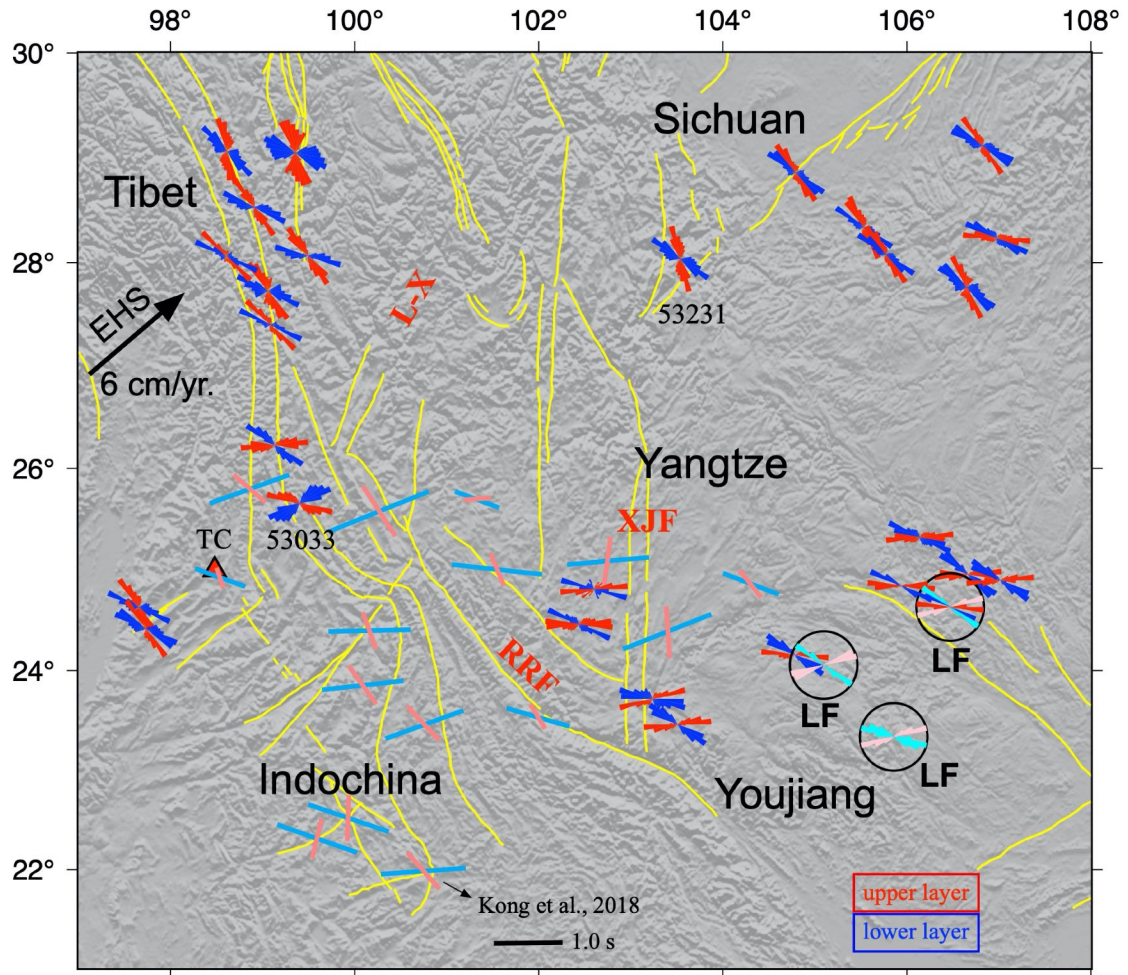 98° 100° 102° 104° 106° 108°
30°
Sichuan
Tibet
28°
L-X
EHS
53231
6 cm/yr.
26°
Yangtze
XJF
TC
53033
24°
RRF
LF
LF
LF
Indochina
Youjiang
22°
upper layer
Kong et al., 2018
lower layer
1.0 s